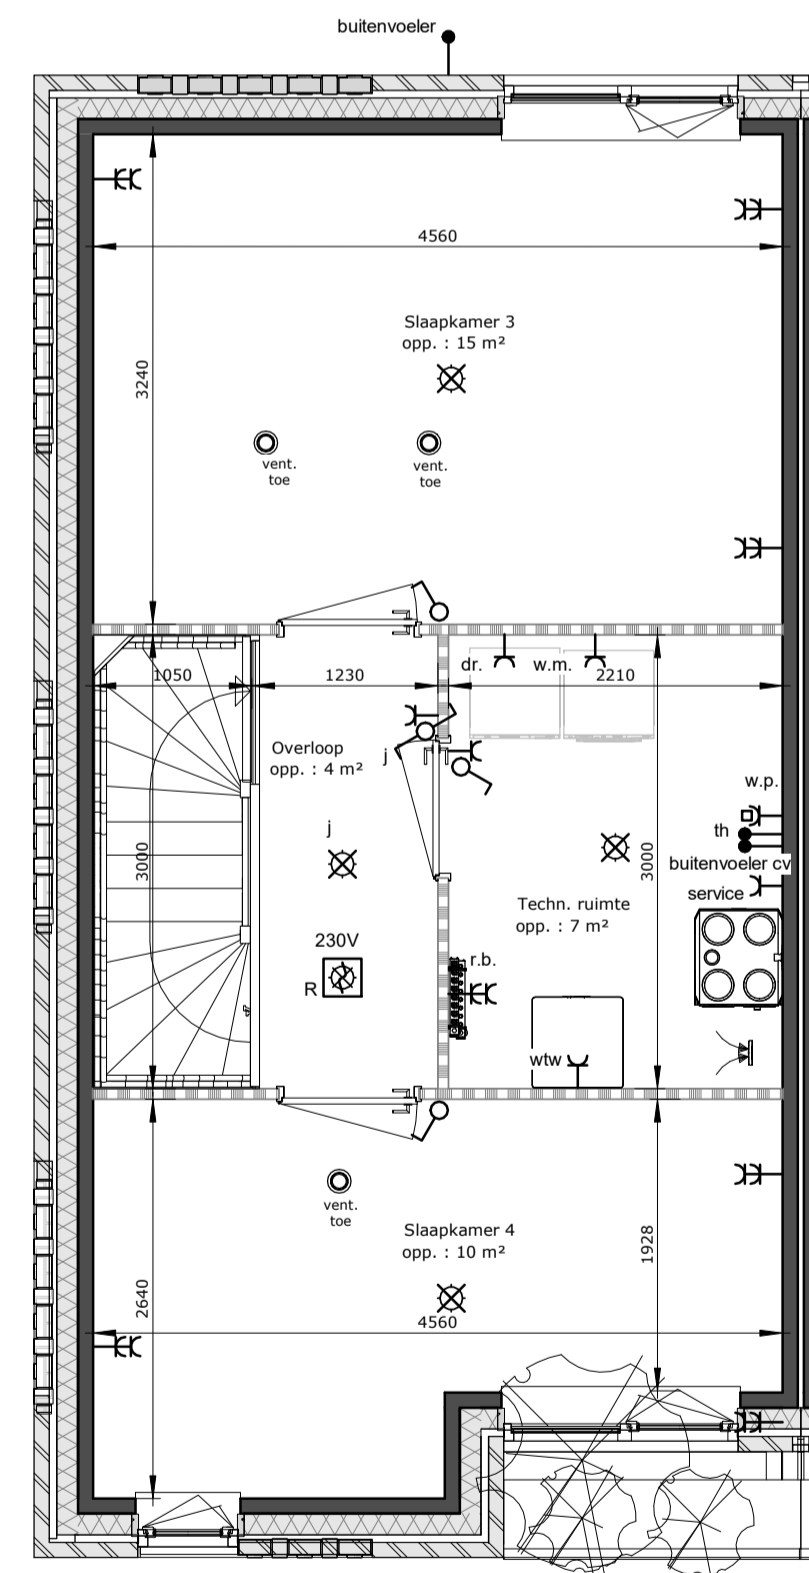 buitenvoeler
4560
Slaapkamer 3
opp. : 15 m²
3240
vent.
toe
vent.
toe
dr.
w.m.
1050
1230
2210
Overloop
opp. : 4 m²
j
w.p.
j
th
3000
3000
buitenvoeler cv
service
Techn. ruimte
opp. : 7 m²
230V
R
r.b.
wtw
vent.
toe
Slaapkamer 4
opp. : 10 m²
1928
2640
4560